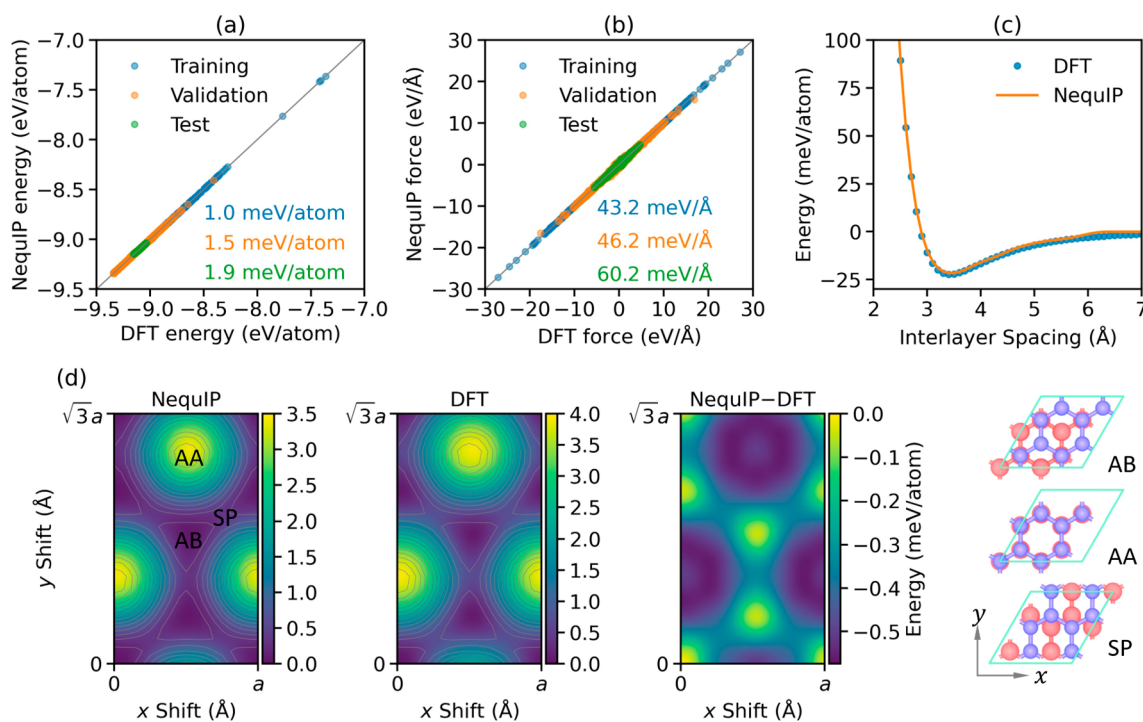 (a)
NequIP energy (eV/atom)
−7.0
−7.5
−8.0
−8.5
−9.0
−9.5
Training
Validation
Test
1.0 meV/atom
1.5 meV/atom
1.9 meV/atom
−9.5 −9.0 −8.5 −8.0 −7.5 −7.0
DFT energy (eV/atom)
(b)
NequIP force (eV/Å)
30
20
10
0
−10
−20
−30
Training
Validation
Test
43.2 meV/Å
46.2 meV/Å
60.2 meV/Å
−30 −20 −10 0 10 20 30
DFT force (eV/Å)
(c)
Energy (meV/atom)
100
75
50
25
0
−25
DFT
NequIP
2 3 4 5 6 7
Interlayer Spacing (Å)
(d)
NequIP
√3a
y Shift (Å)
0
AA
SP
AB
0 a
x Shift (Å)
3.5
3.0
2.5
2.0
1.5
1.0
0.5
0.0
DFT
√3a
0
0 a
x Shift (Å)
4.0
3.5
3.0
2.5
2.0
1.5
1.0
0.5
0.0
NequIP−DFT
√3a
0
0 a
x Shift (Å)
0.0
−0.1
−0.2
−0.3
−0.4
−0.5
Energy (meV/atom)
AB
AA
SP
y
x